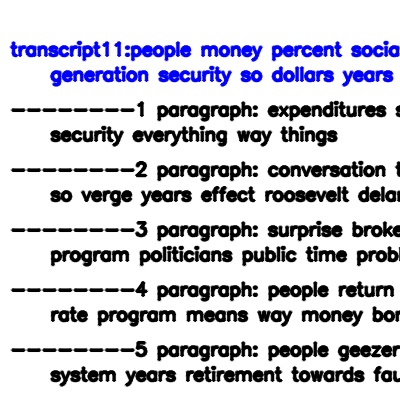 transcript11:people money percent socia
generation security so dollars years
---------1 paragraph: expenditures s
security everything way things
---------2 paragraph: conversation t
so verge years effect roosevelt
---------3 paragraph: surprise broke
program politicians public time probl
---------4 paragraph: people return
rate program means way money
---------5 paragraph: people geezer
system years retirement towards fau